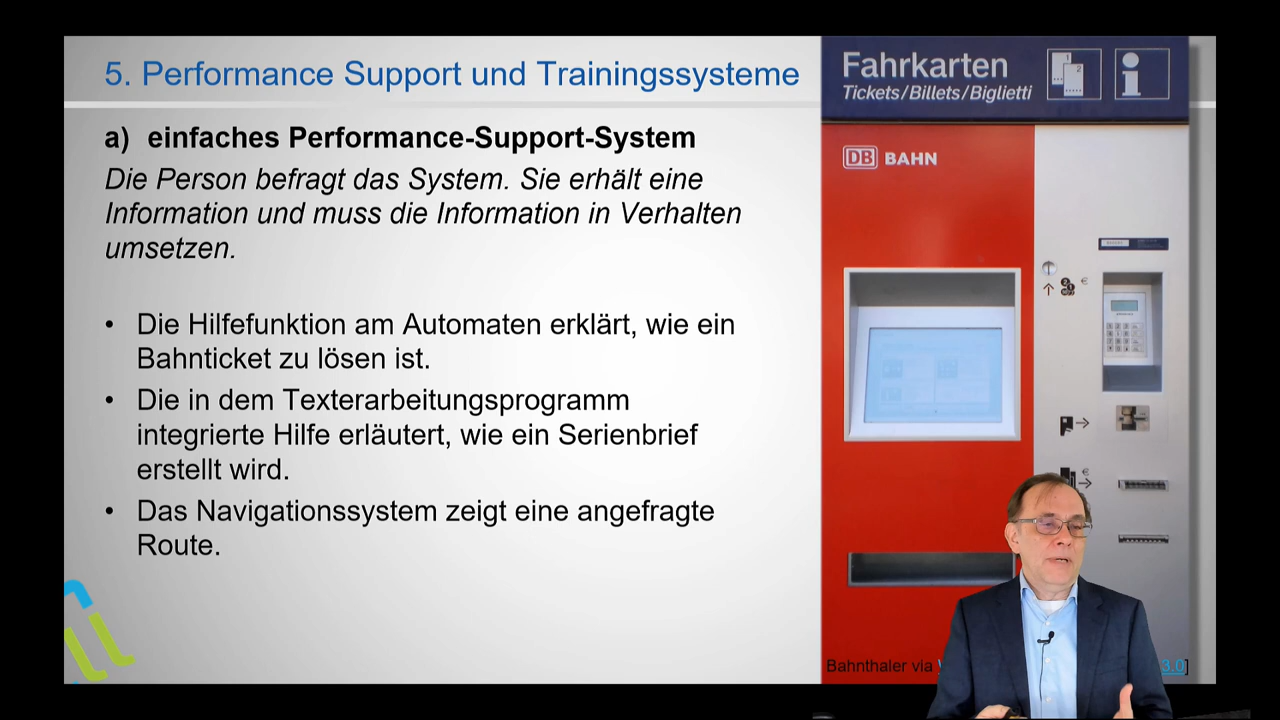 5. Performance Support und Trainingssysteme
a) einfaches Performance-Support-System
Die Person befragt das System. Sie erhält eine
Information und muss die Information in Verhalten
umsetzen.
• Die Hilfefunktion am Automaten erklärt, wie ein
Bahnticket zu lösen ist.
• Die in dem Texterarbeitungsprogramm
integrierte Hilfe erläutert, wie ein Serienbrief
erstellt wird.
• Das Navigationssystem zeigt eine angefragte
Route.
Fahrkarten
Tickets/Billets/Biglietti
DB BAHN
Bahnthaler via
3.0]